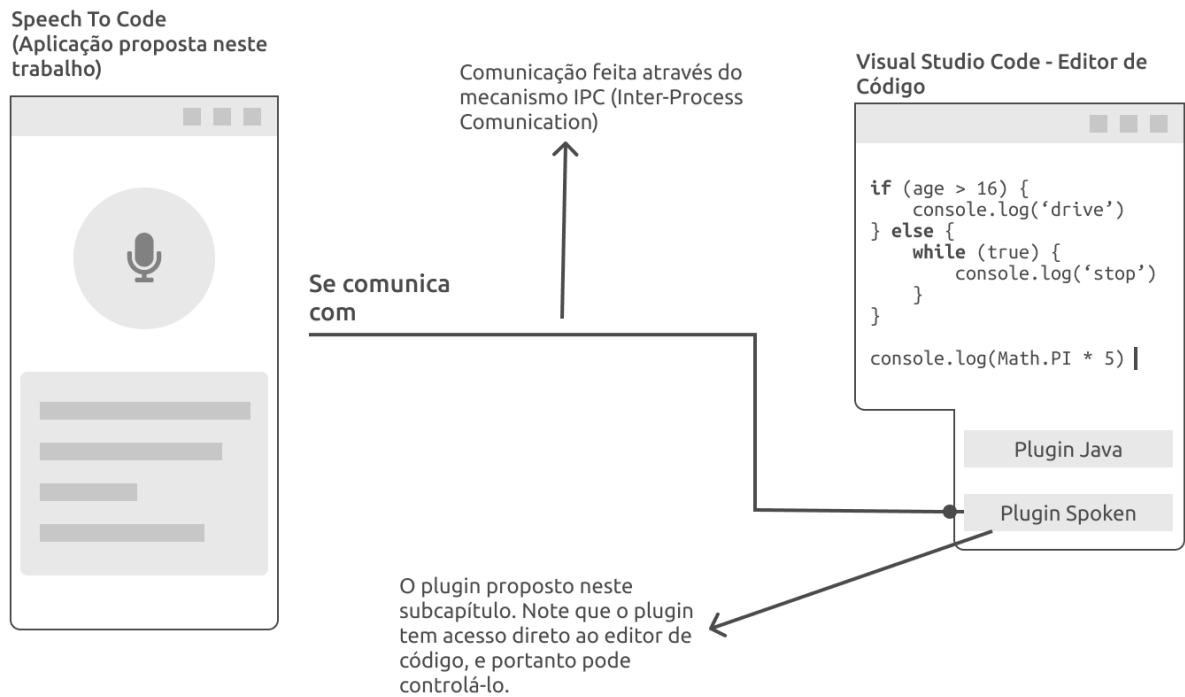 Speech To Code
(Aplicação proposta neste
trabalho)
Comunicação feita através do
mecanismo IPC (Inter-Process
Comunication)
Visual Studio Code - Editor de
Código
if (age > 16) {
    console.log(‘drive’)
} else {
    while (true) {
        console.log(‘stop’)
    }
}
console.log(Math.PI * 5)
Se comunica
com
Plugin Java
Plugin Spoken
O plugin proposto neste
subcapítulo. Note que o plugin
tem acesso direto ao editor de
código, e portanto pode
controlá-lo.